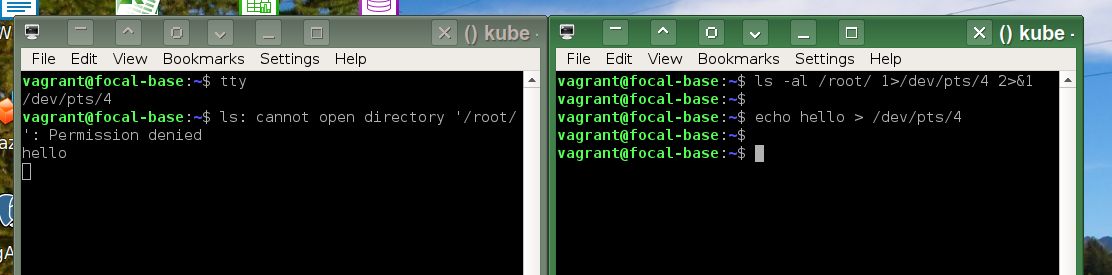 () kube -
File Edit View Bookmarks Settings Help
vagrant@focal-base:~$ tty
/dev/pts/4
vagrant@focal-base:~$ ls: cannot open directory '/root/
': Permission denied
hello
() kube -
File Edit View Bookmarks Settings Help
vagrant@focal-base:~$ ls -al /root/ 1>/dev/pts/4 2>&1
vagrant@focal-base:~$
vagrant@focal-base:~$ echo hello > /dev/pts/4
vagrant@focal-base:~$
vagrant@focal-base:~$